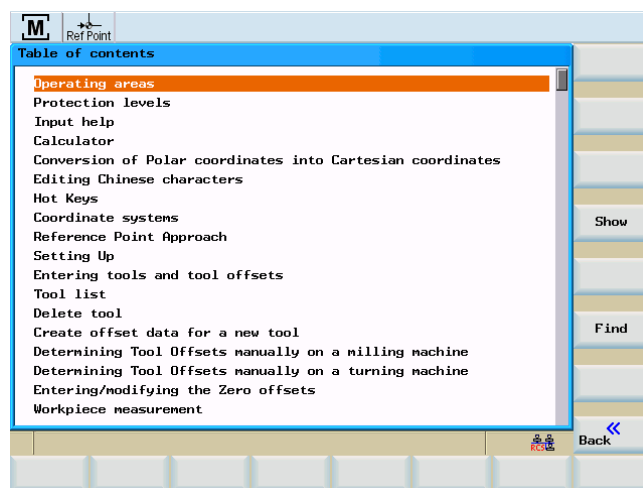 M
Ref Point
Table of contents
Operating areas
Protection levels
Input help
Calculator
Conversion of Polar coordinates into Cartesian coordinates
Editing Chinese characters
Hot Keys
Coordinate systems
Show
Reference Point Approach
Setting Up
Entering tools and tool offsets
Tool list
Delete tool
Create offset data for a new tool
Find
Determining Tool Offsets manually on a milling machine
Determining Tool Offsets manually on a turning machine
Entering/modifying the Zero offsets
Workpiece measurement
RCS
Back